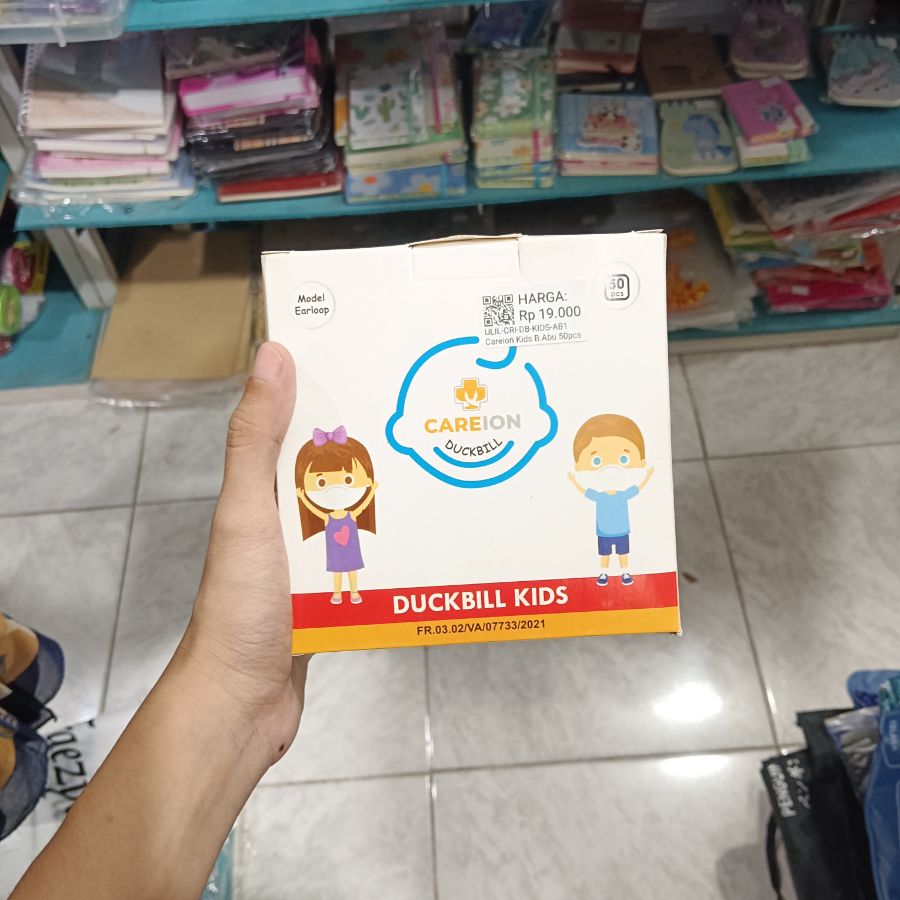 Model
Earloop
HARGA:
Rp 19.000
ULIL-CRI-DB-KIDS-AB1
Careion Kids B.Abu 50pcs
50
pcs
CAREION
DUCKBILL
DUCKBILL KIDS
FR.03.02/VA/07733/2021